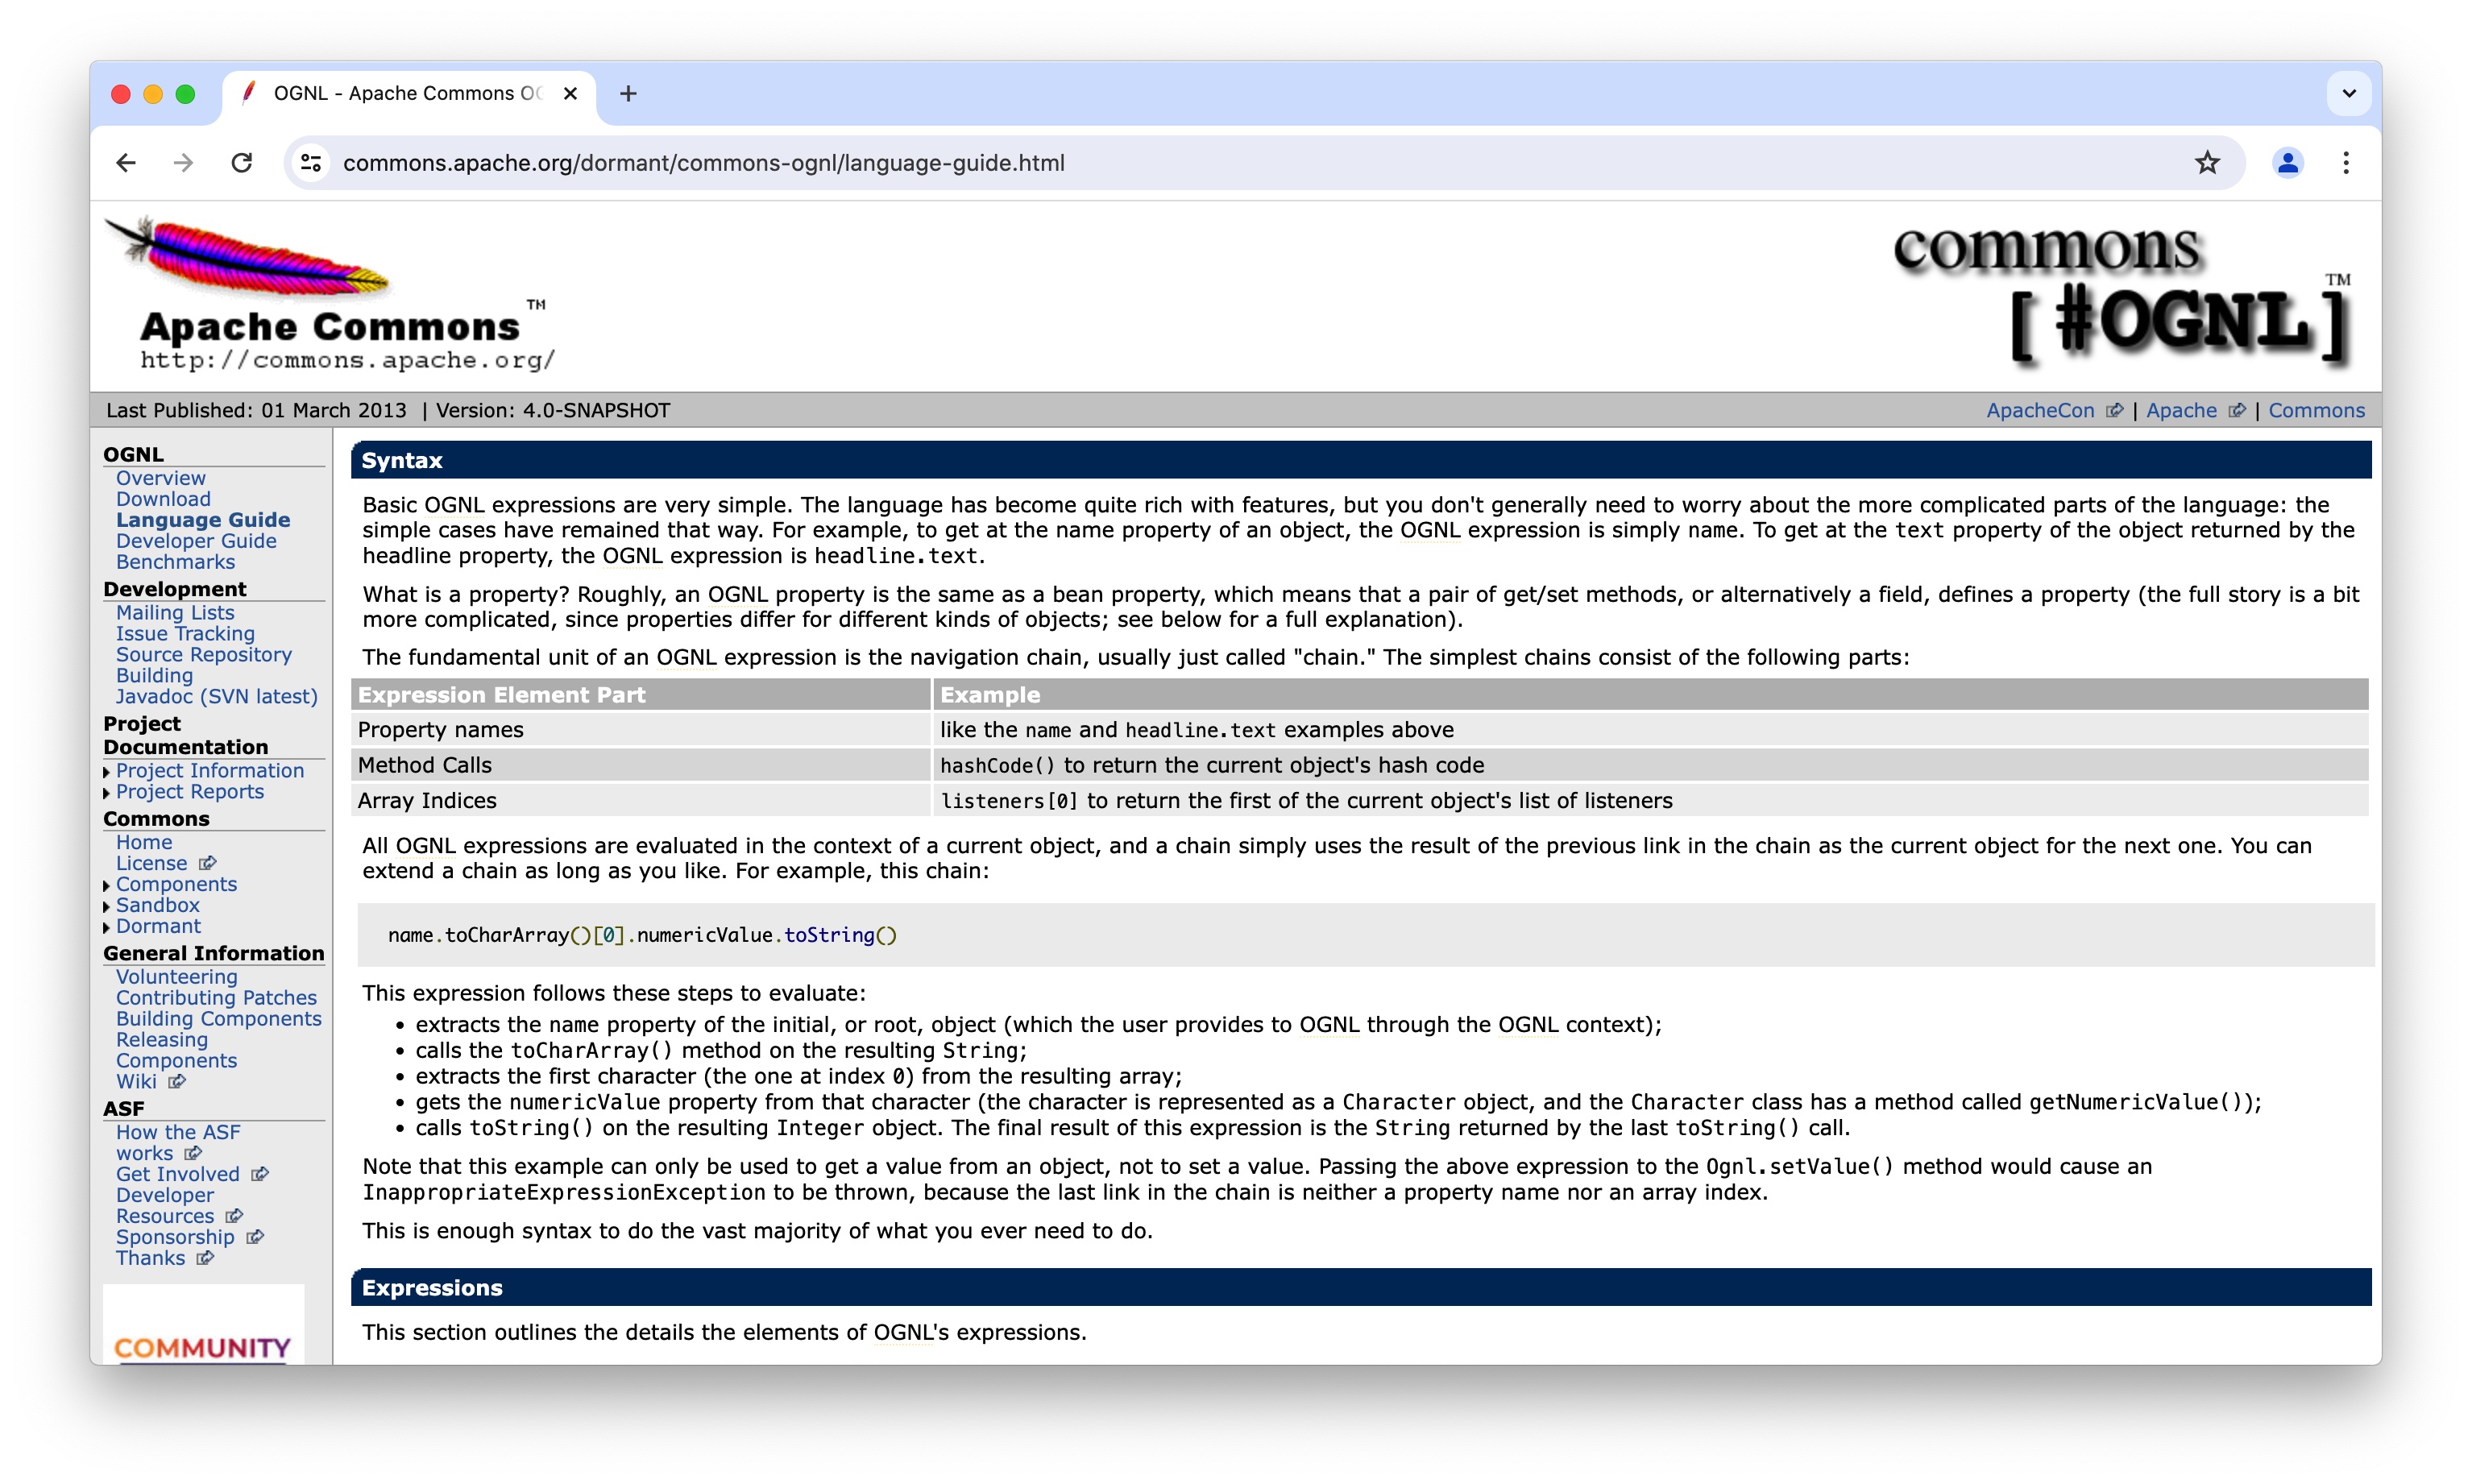 OGNL - Apache Commons OG
commons.apache.org/dormant/commons-ognl/language-guide.html
Apache Commons™
http://commons.apache.org/
commons
[#OGNL]™
Last Published: 01 March 2013 | Version: 4.0-SNAPSHOT
ApacheCon | Apache | Commons
OGNL
Overview
Download
Language Guide
Developer Guide
Benchmarks
Development
Mailing Lists
Issue Tracking
Source Repository
Building
Javadoc (SVN latest)
Project
Documentation
Project Information
Project Reports
Commons
Home
License
Components
Sandbox
Dormant
General Information
Volunteering
Contributing Patches
Building Components
Releasing
Components
Wiki
ASF
How the ASF
works
Get Involved
Developer
Resources
Sponsorship
Thanks
COMMUNITY
Syntax
Basic OGNL expressions are very simple. The language has become quite rich with features, but you don't generally need to worry about the more complicated parts of the language: the
simple cases have remained that way. For example, to get at the name property of an object, the OGNL expression is simply name. To get at the text property of the object returned by the
headline property, the OGNL expression is headline.text.
What is a property? Roughly, an OGNL property is the same as a bean property, which means that a pair of get/set methods, or alternatively a field, defines a property (the full story is a bit
more complicated, since properties differ for different kinds of objects; see below for a full explanation).
The fundamental unit of an OGNL expression is the navigation chain, usually just called "chain." The simplest chains consist of the following parts:
Expression Element Part Example
Property names like the name and headline.text examples above
Method Calls hashCode() to return the current object's hash code
Array Indices listeners[0] to return the first of the current object's list of listeners
All OGNL expressions are evaluated in the context of a current object, and a chain simply uses the result of the previous link in the chain as the current object for the next one. You can
extend a chain as long as you like. For example, this chain:
name.toCharArray()[0].numericValue.toString()
This expression follows these steps to evaluate:
• extracts the name property of the initial, or root, object (which the user provides to OGNL through the OGNL context);
• calls the toCharArray() method on the resulting String;
• extracts the first character (the one at index 0) from the resulting array;
• gets the numericValue property from that character (the character is represented as a Character object, and the Character class has a method called getNumericValue());
• calls toString() on the resulting Integer object. The final result of this expression is the String returned by the last toString() call.
Note that this example can only be used to get a value from an object, not to set a value. Passing the above expression to the Ognl.setValue() method would cause an
InappropriateExpressionException to be thrown, because the last link in the chain is neither a property name nor an array index.
This is enough syntax to do the vast majority of what you ever need to do.
Expressions
This section outlines the details the elements of OGNL's expressions.